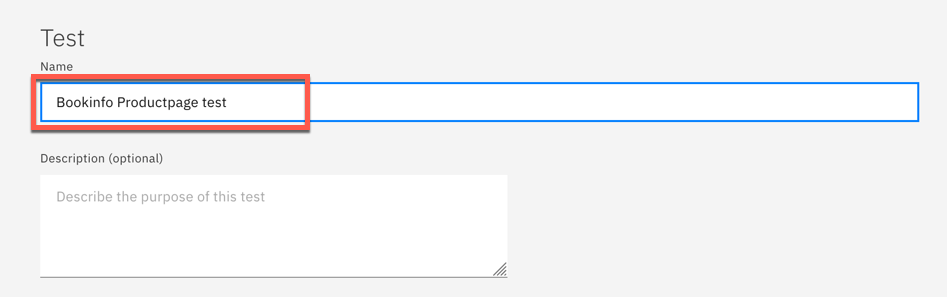 Test
Name
Bookinfo Productpage test
Description (optional)
Describe the purpose of this test